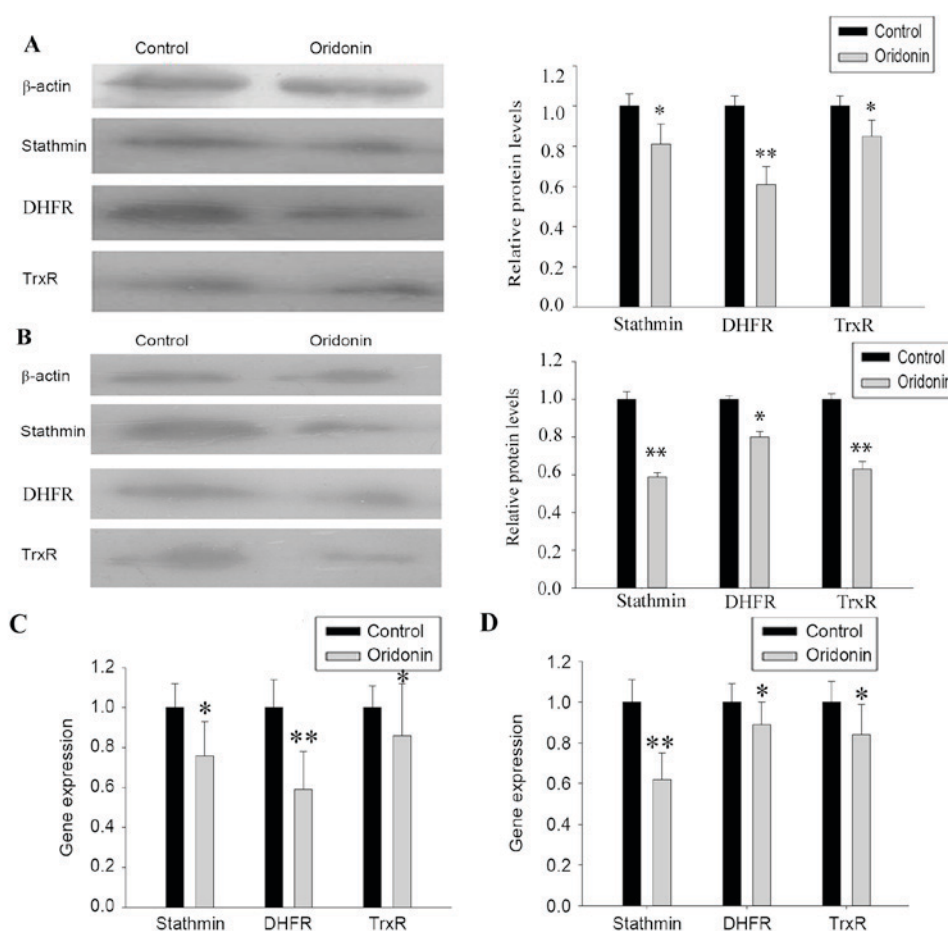 A
Control Oridonin
β-actin
Stathmin
DHFR
TrxR
Control
Oridonin
Relative protein levels
1.2
1.0
0.8
0.6
0.4
0.2
0.0
* ** *
Stathmin DHFR TrxR
B
Control Oridonin
β-actin
Stathmin
DHFR
TrxR
Control
Oridonin
Relative protein levels
1.2
1.0
0.8
0.6
0.4
0.2
0.0
** * **
Stathmin DHFR TrxR
C
Control
Oridonin
Gene expression
1.2
1.0
0.8
0.6
0.4
0.2
0.0
* ** *
Stathmin DHFR TrxR
D
Control
Oridonin
Gene expression
1.2
1.0
0.8
0.6
0.4
0.2
0.0
** * *
Stathmin DHFR TrxR